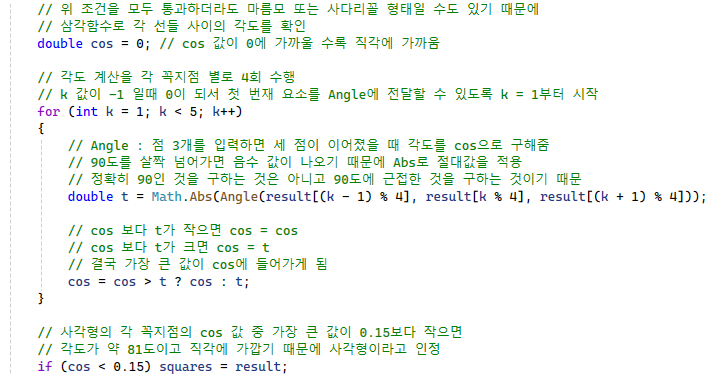 // 위 조건을 모두 통과하더라도 마름모 또는 사다리꼴 형태일 수도 있기 때문에
// 삼각함수로 각 선들 사이의 각도를 확인
double cos = 0; // cos 값이 0에 가까울 수록 직각에 가까움
// 각도 계산을 각 꼭지점 별로 4회 수행
// k 값이 -1 일때 0이 되서 첫 번재 요소를 Angle에 전달할 수 있도록 k = 1부터 시작
for (int k = 1; k < 5; k++)
{
// Angle : 점 3개를 입력하면 세 점이 이어졌을 때 각도를 cos으로 구해줌
// 90도를 살짝 넘어가면 음수 값이 나오기 때문에 Abs로 절대값을 적용
// 정확히 90인 것을 구하는 것은 아니고 90도에 근접한 것을 구하는 것이기 때문
double t = Math.Abs(Angle(result[(k - 1) % 4], result[k % 4], result[(k + 1) % 4]));
// cos 보다 t가 작으면 cos = cos
// cos 보다 t가 크면 cos = t
// 결국 가장 큰 값이 cos에 들어가게 됨
cos = cos > t ? cos : t;
}
// 사각형의 각 꼭지점의 cos 값 중 가장 큰 값이 0.15보다 작으면
// 각도가 약 81도이고 직각에 가깝기 때문에 사각형이라고 인정
if (cos < 0.15) squares = result;